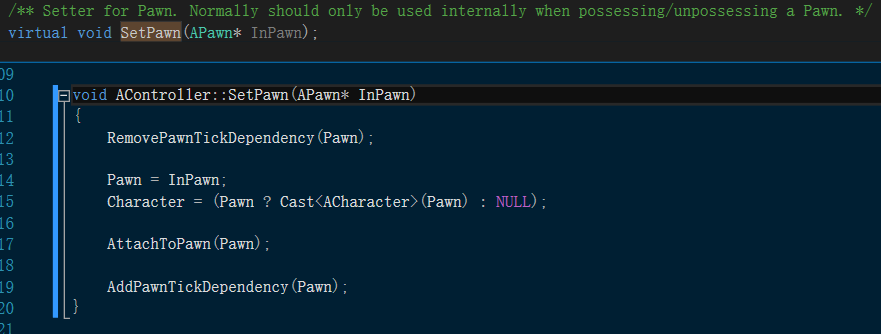 /** Setter for Pawn. Normally should only be used internally when possessing/unpossessing a Pawn. */
virtual void SetPawn(APawn* InPawn);
09
10 void AController::SetPawn(APawn* InPawn)
11 {
12 RemovePawnTickDependency(Pawn);
13
14 Pawn = InPawn;
15 Character = (Pawn ? Cast<ACharacter>(Pawn) : NULL);
16
17 AttachToPawn(Pawn);
18
19 AddPawnTickDependency(Pawn);
20 }
21